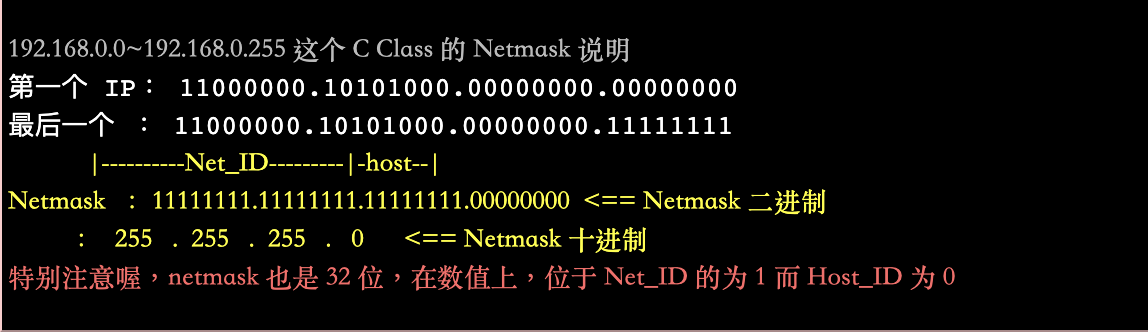 192.168.0.0~192.168.0.255 这个 C Class 的 Netmask 说明
第一个 IP： 11000000.10101000.00000000.00000000
最后一个 ： 11000000.10101000.00000000.11111111
|----------Net_ID---------|-host--|
Netmask ： 11111111.11111111.11111111.00000000 <== Netmask 二进制
： 255 . 255 . 255 . 0 <== Netmask 十进制
特别注意喔，netmask 也是 32 位，在数值上，位于 Net_ID 的为 1 而 Host_ID 为 0